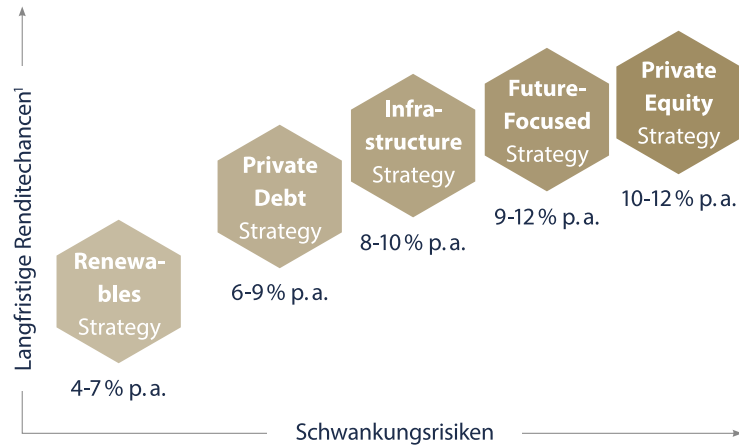 Langfristige Renditechancen¹
Renewa-
bles
Strategy
4-7 % p. a.
Private
Debt
Strategy
6-9 % p. a.
Infra-
structure
Strategy
8-10 % p. a.
Future-
Focused
Strategy
9-12 % p. a.
Private
Equity
Strategy
10-12 % p. a.
Schwankungsrisiken